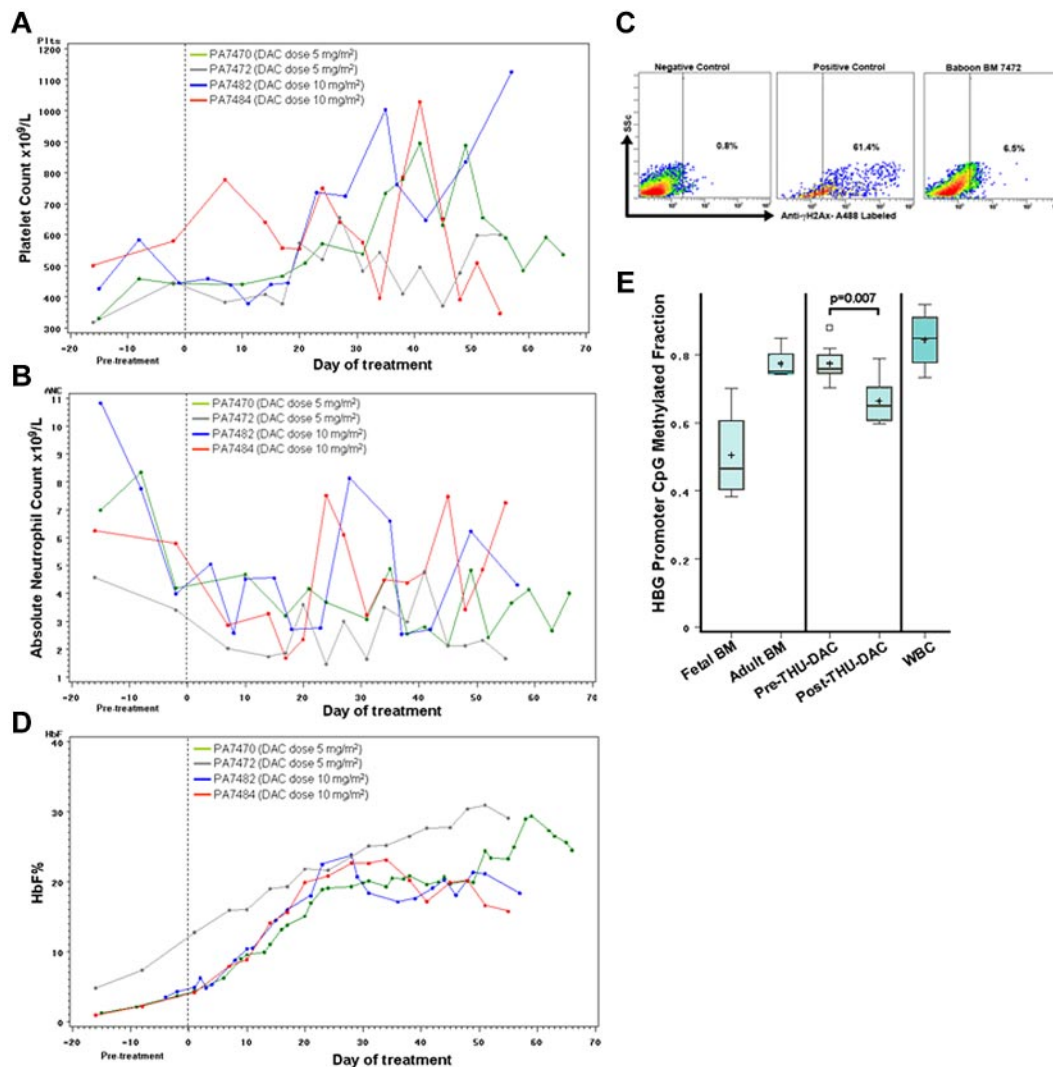 A
Plts
1200
1100
1000
900
800
700
600
500
400
300
Platelet Count x10⁹/L
PA7470 (DAC dose 5 mg/m²)
PA7472 (DAC dose 5 mg/m²)
PA7482 (DAC dose 10 mg/m²)
PA7484 (DAC dose 10 mg/m²)
-20 -10 0 10 20 30 40 50 60 70
Pre-treatment
Day of treatment
B
ANC
11
10
9
8
7
6
5
4
3
2
1
Absolute Neutrophil Count x10⁹/L
PA7470 (DAC dose 5 mg/m²)
PA7472 (DAC dose 5 mg/m²)
PA7482 (DAC dose 10 mg/m²)
PA7484 (DAC dose 10 mg/m²)
-20 -10 0 10 20 30 40 50 60 70
Pre-treatment
Day of treatment
D
HbF
40
30
20
10
0
HbF%
PA7470 (DAC dose 5 mg/m²)
PA7472 (DAC dose 5 mg/m²)
PA7482 (DAC dose 10 mg/m²)
PA7484 (DAC dose 10 mg/m²)
-20 -10 0 10 20 30 40 50 60 70
Pre-treatment
Day of treatment
C
Negative Control Positive Control Baboon BM 7472
SSc
0.8% 61.4% 6.5%
Anti-γH2Ax- A488 Labeled
E
p=0.007
HBG Promoter CpG Methylated Fraction
0.8
0.6
0.4
0.2
0
Fetal BM Adult BM Pre-THU-DAC Post-THU-DAC WBC